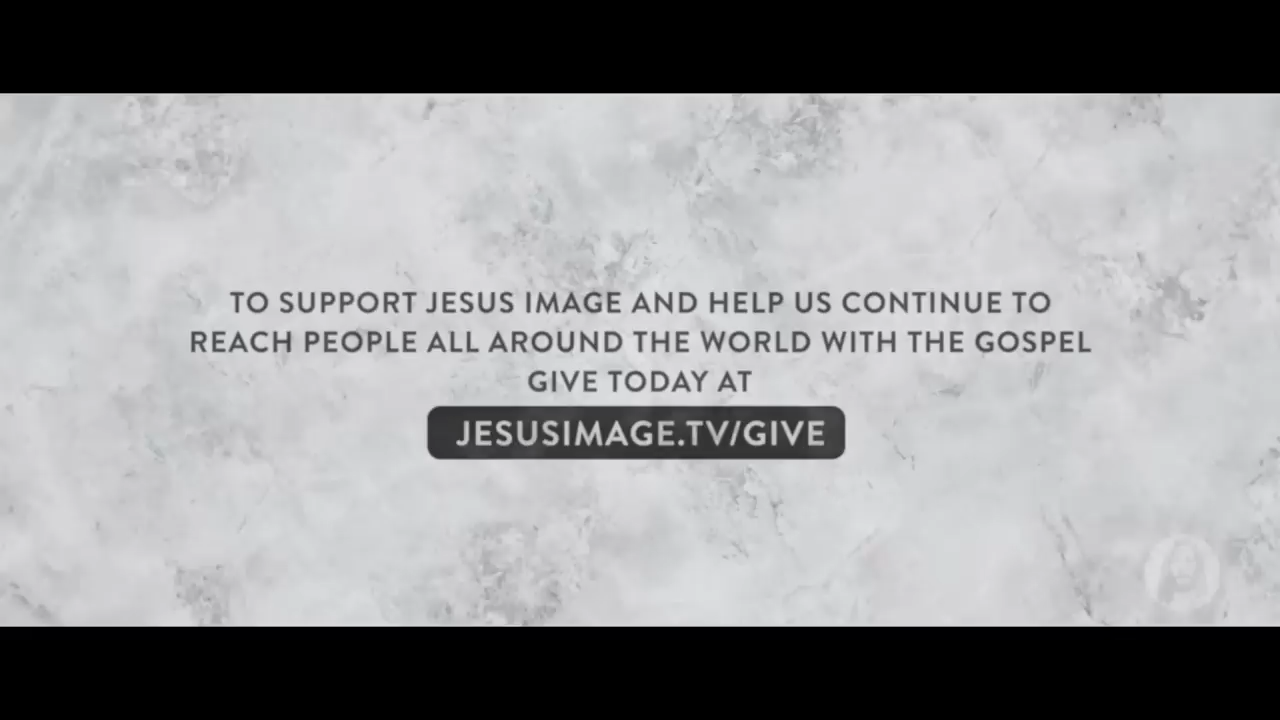 TO SUPPORT JESUS IMAGE AND HELP US CONTINUE TO
REACH PEOPLE ALL AROUND THE WORLD WITH THE GOSPEL
GIVE TODAY AT
JESUSIMAGE.TV/GIVE